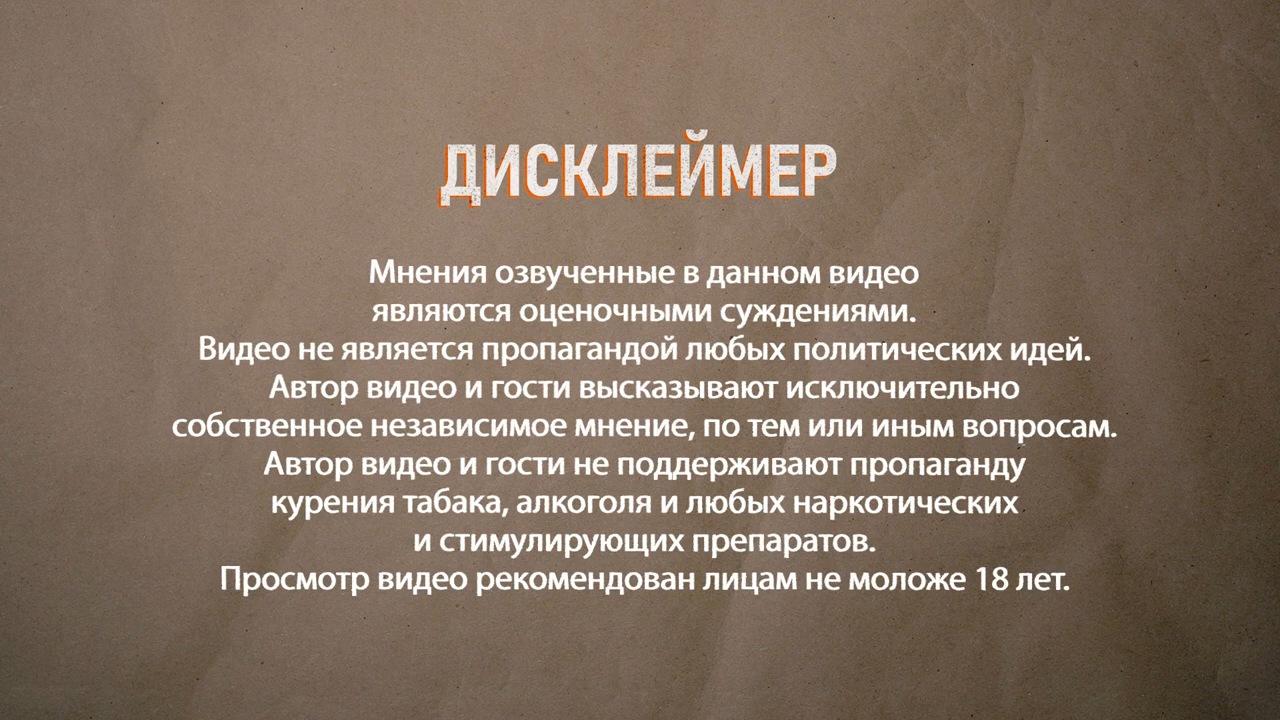 ДИСКЛЕЙМЕР
Мнения озвученные в данном видео
являются оценочными суждениями.
Видео не является пропагандой любых политических идей.
Автор видео и гости высказывают исключительно
собственное независимое мнение, по тем или иным вопросам.
Автор видео и гости не поддерживают пропаганду
курения табака, алкоголя и любых наркотических
и стимулирующих препаратов.
Просмотр видео рекомендован лицам не моложе 18 лет.